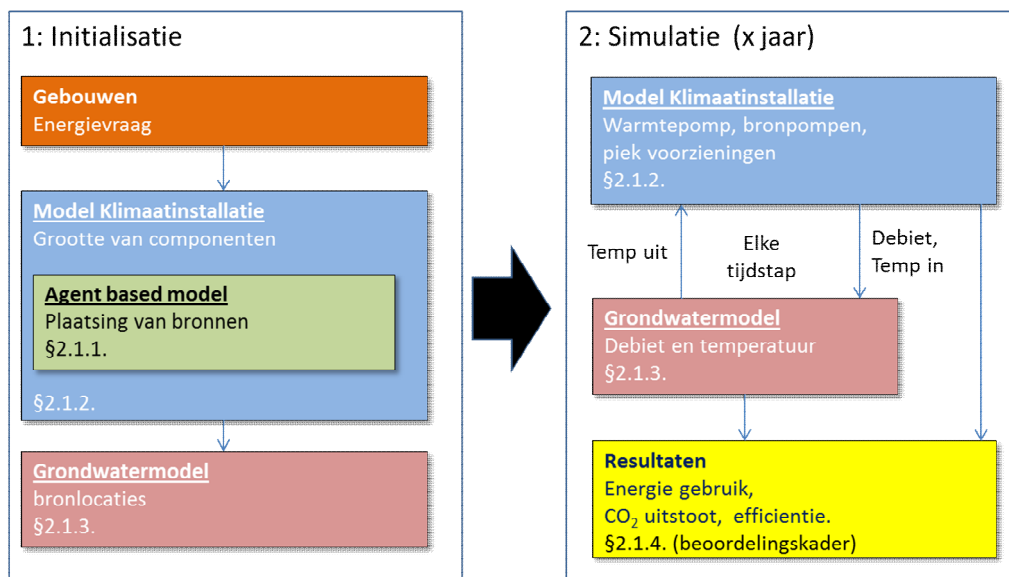 1: Initialisatie
Gebouwen
Energievraag
Model Klimaatinstallatie
Grootte van componenten
Agent based model
Plaatsing van bronnen
§2.1.1.
§2.1.2.
Grondwatermodel
bronlocaties
§2.1.3.
2: Simulatie (x jaar)
Model Klimaatinstallatie
Warmtepomp, bronpompen,
piek voorzieningen
§2.1.2.
Temp uit
Elke
tijdstap
Debiet,
Temp in
Grondwatermodel
Debiet en temperatuur
§2.1.3.
Resultaten
Energie gebruik,
CO₂ uitstoot, efficientie.
§2.1.4. (beoordelingskader)